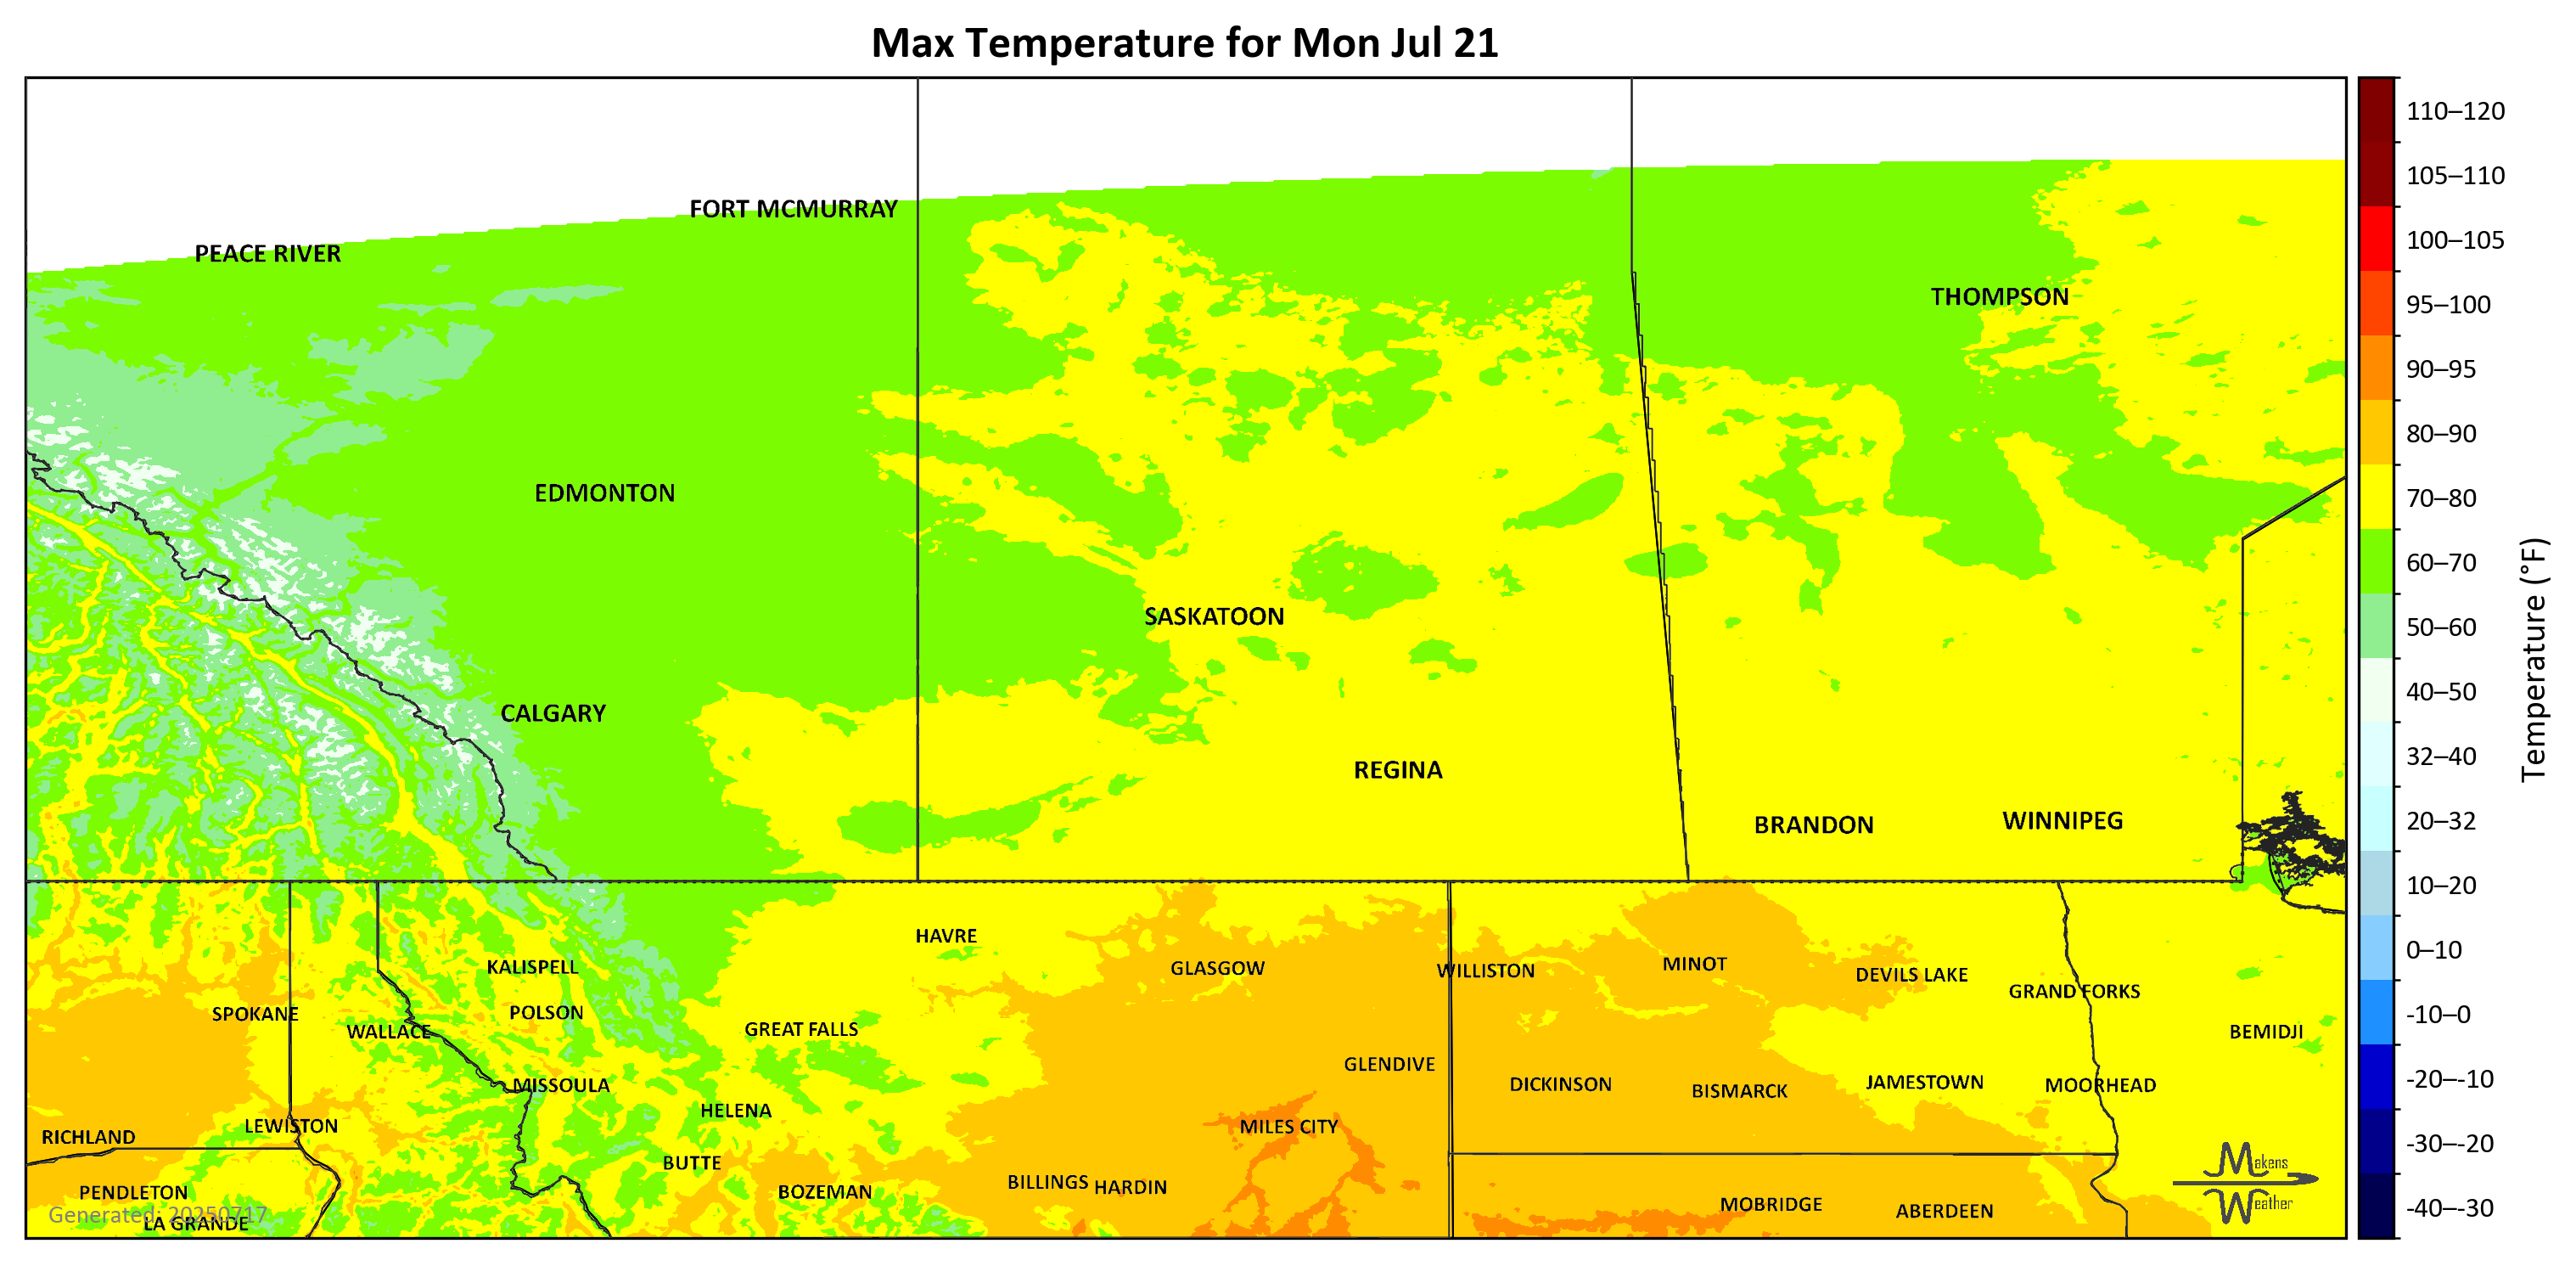 Max Temperature for Mon Jul 21
FORT MCMURRAY
PEACE RIVER
THOMPSON
EDMONTON
SASKATOON
CALGARY
REGINA
BRANDON
WINNIPEG
HAVRE
KALISPELL
GLASGOW
WILLISTON
MINOT
DEVILS LAKE
GRAND FORKS
SPOKANE
POLSON
WALLACE
GREAT FALLS
BEMIDJI
GLENDIVE
MISSOULA
DICKINSON
BISMARCK
JAMESTOWN
MOORHEAD
HELENA
LEWISTON
MILES CITY
RICHLAND
BUTTE
BILLINGS
HARDIN
PENDLETON
BOZEMAN
MOBRIDGE
ABERDEEN
LA GRANDE
Generated: 20250717
Makens
Weather
110–120
105–110
100–105
95–100
90–95
80–90
70–80
60–70
50–60
40–50
32–40
20–32
10–20
0–10
-10–0
-20–-10
-30–-20
-40–-30
Temperature (°F)